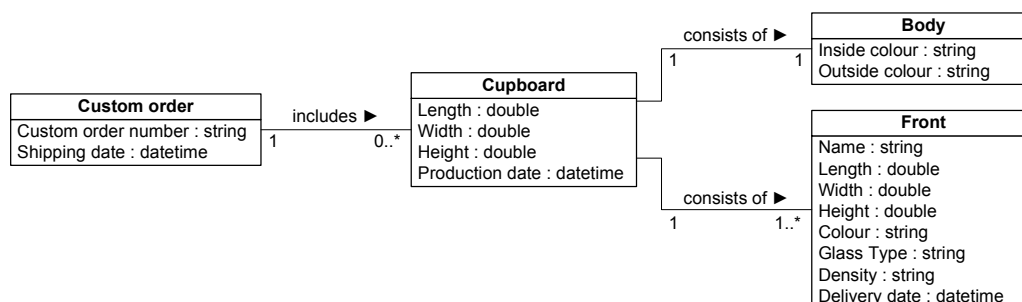 Custom order
Custom order number : string
Shipping date : datetime
includes ►
1
0..*
Cupboard
Length : double
Width : double
Height : double
Production date : datetime
consists of ►
1
1
Body
Inside colour : string
Outside colour : string
consists of ►
1
1..*
Front
Name : string
Length : double
Width : double
Height : double
Colour : string
Glass Type : string
Density : string
Delivery date : datetime